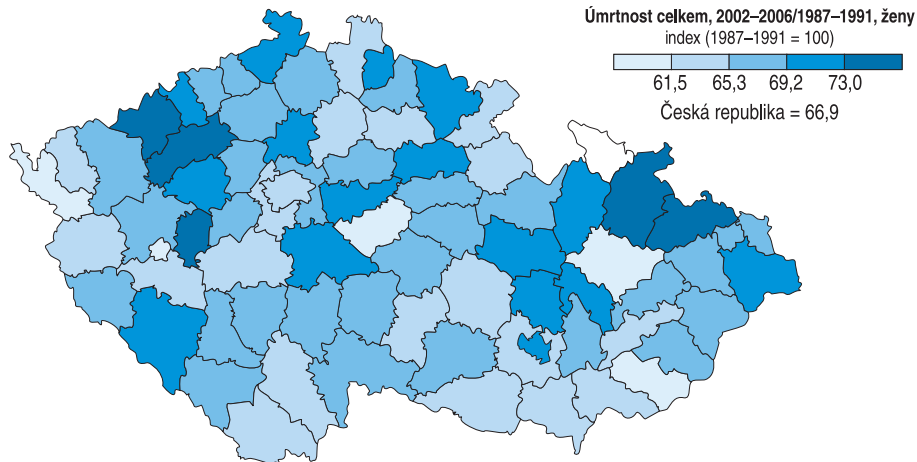 Úmrtnost celkem, 2002–2006/1987–1991, ženy
index (1987–1991 = 100)
61,5 65,3 69,2 73,0
Česká republika = 66,9